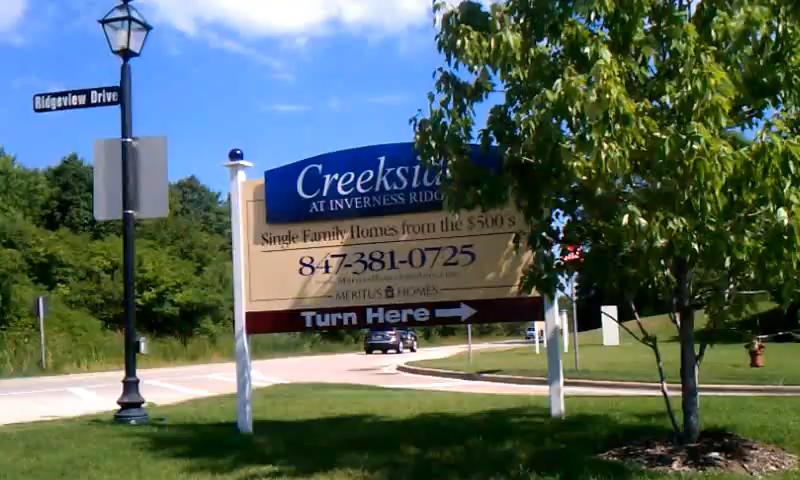 Ridgeview Drive
Creeksid
AT INVERNESS RIDG
Single Family Homes from the $500's
847-381-0725
MERITUS HOMES
Turn Here